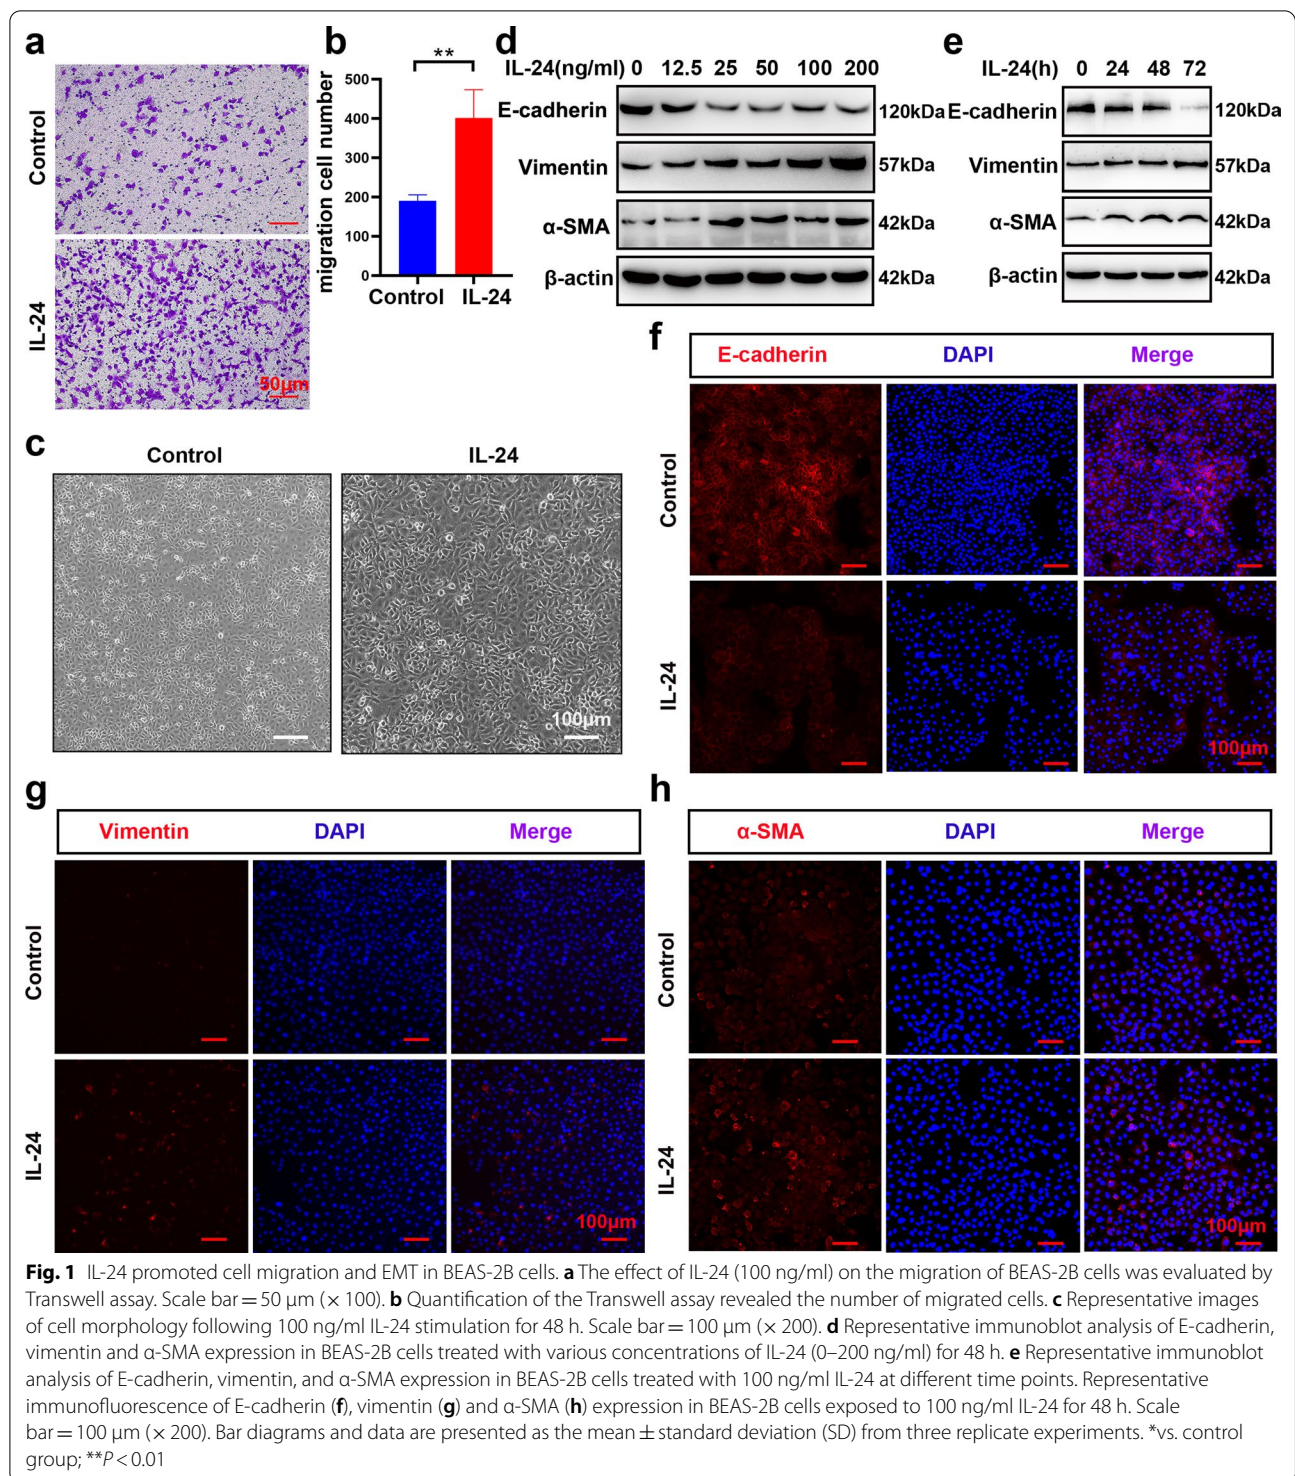 a
Control
IL-24
50μm
b
**
migration cell number
500
400
300
200
100
0
Control IL-24
d
IL-24(ng/ml) 0 12.5 25 50 100 200
E-cadherin 120kDa
Vimentin 57kDa
α-SMA 42kDa
β-actin 42kDa
e
IL-24(h) 0 24 48 72
E-cadherin 120kDa
Vimentin 57kDa
α-SMA 42kDa
β-actin 42kDa
c
Control IL-24
100μm
f
E-cadherin DAPI Merge
Control
IL-24
100μm
g
Vimentin DAPI Merge
Control
IL-24
100μm
h
α-SMA DAPI Merge
Control
IL-24
100μm
Fig. 1 IL-24 promoted cell migration and EMT in BEAS-2B cells. a The effect of IL-24 (100 ng/ml) on the migration of BEAS-2B cells was evaluated by
Transwell assay. Scale bar = 50 μm (× 100). b Quantification of the Transwell assay revealed the number of migrated cells. c Representative images
of cell morphology following 100 ng/ml IL-24 stimulation for 48 h. Scale bar = 100 μm (× 200). d Representative immunoblot analysis of E-cadherin,
vimentin and α-SMA expression in BEAS-2B cells treated with various concentrations of IL-24 (0–200 ng/ml) for 48 h. e Representative immunoblot
analysis of E-cadherin, vimentin, and α-SMA expression in BEAS-2B cells treated with 100 ng/ml IL-24 at different time points. Representative
immunofluorescence of E-cadherin (f), vimentin (g) and α-SMA (h) expression in BEAS-2B cells exposed to 100 ng/ml IL-24 for 48 h. Scale
bar = 100 μm (× 200). Bar diagrams and data are presented as the mean ± standard deviation (SD) from three replicate experiments. *vs. control
group; **P < 0.01